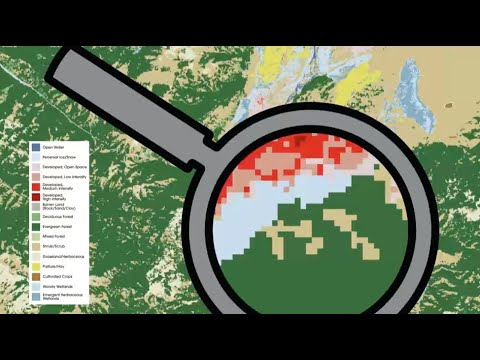 Open Water
Perennial Ice/Snow
Developed, Open Space
Developed, Low Intensity
Developed,
Medium Intensity
Developed,
High Intensity
Barren Land
(Rock/Sand/Clay)
Deciduous Forest
Evergreen Forest
Mixed Forest
Shrub/Scrub
Grassland/Herbaceous
Pasture/Hay
Cultivated Crops
Woody Wetlands
Emergent Herbaceous
Wetlands